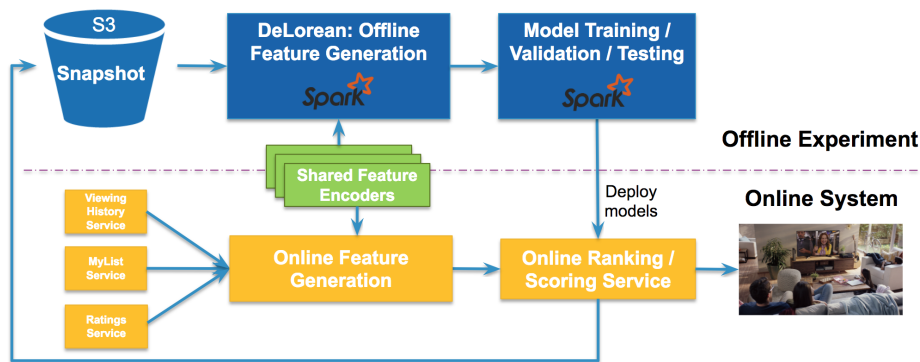 S3
Snapshot
DeLorean: Offline
Feature Generation
Spark
Model Training /
Validation / Testing
Spark
Offline Experiment
Shared Feature
Encoders
Deploy
models
Online System
Viewing
History
Service
MyList
Service
Ratings
Service
Online Feature
Generation
Online Ranking /
Scoring Service